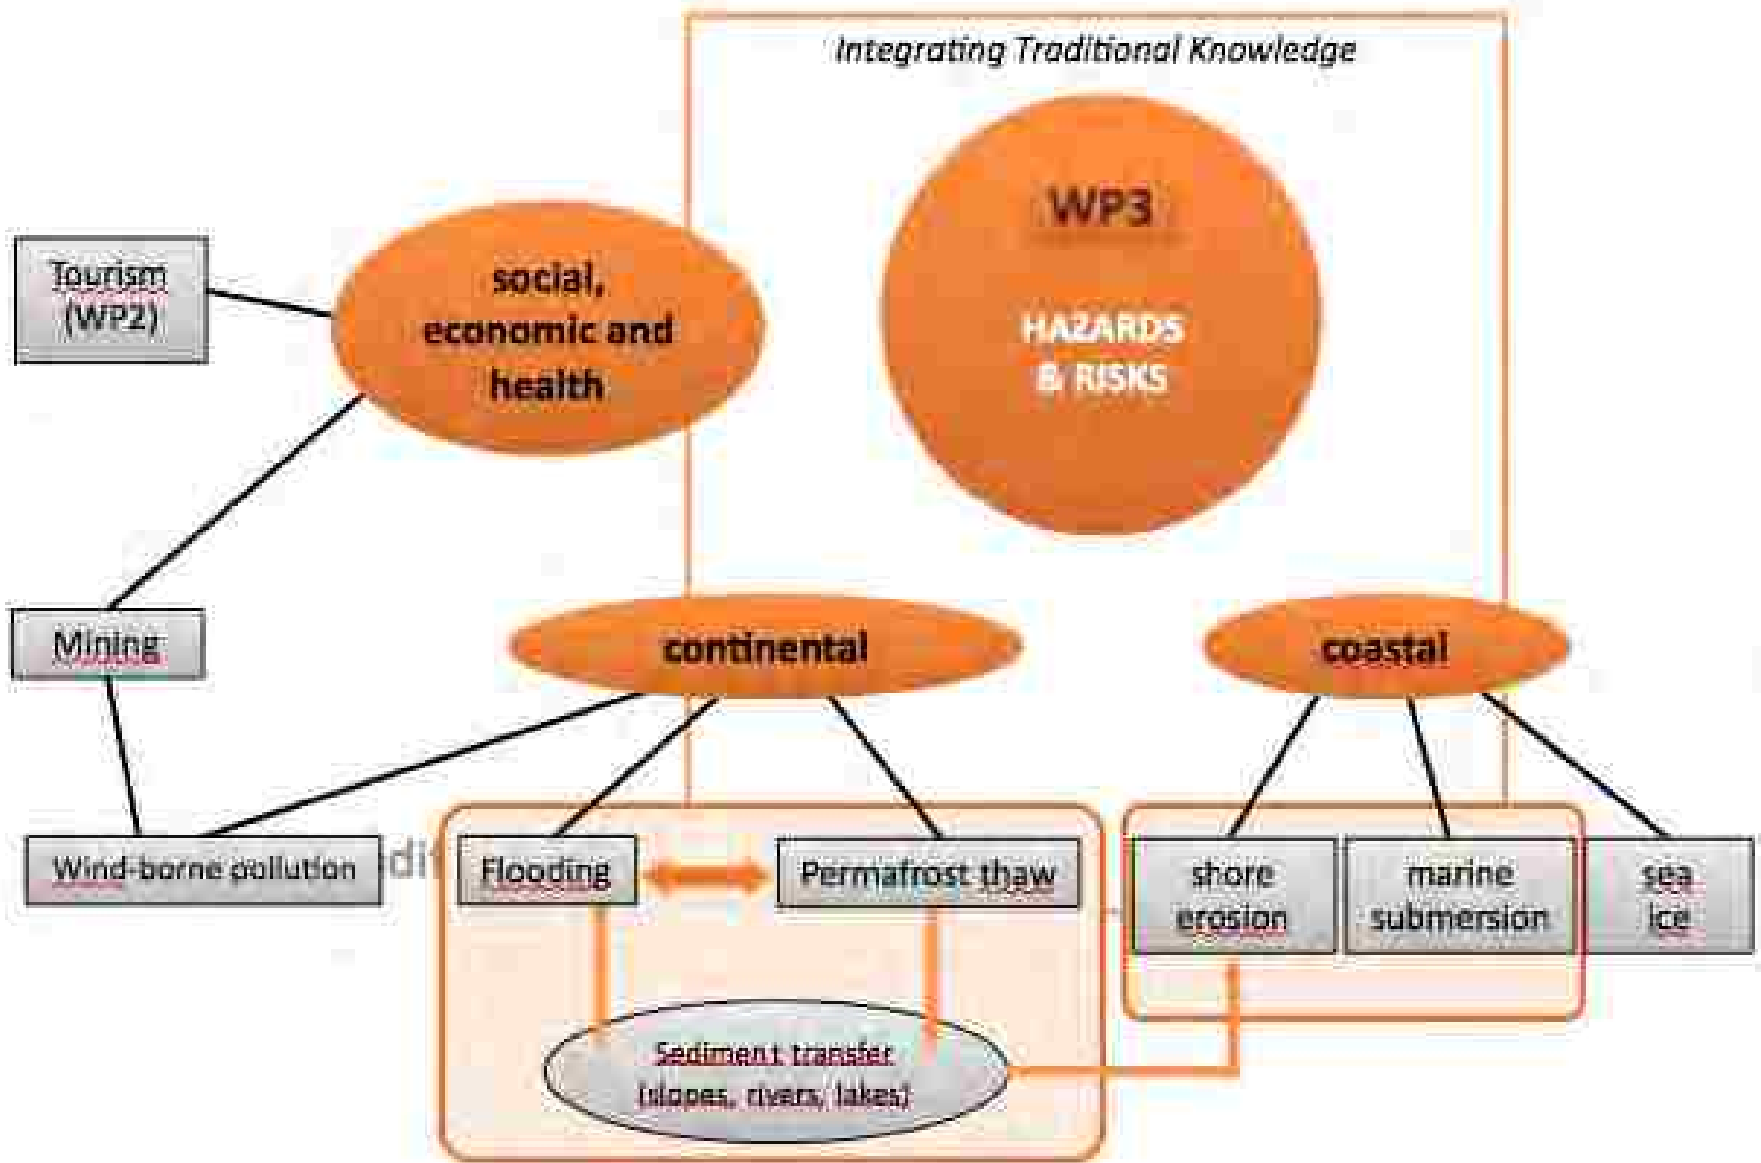 Integrating Traditional Knowledge
WP3
HAZARDS
& RISKS
social,
economic and
health
Tourism
(WP2)
Mining
continental
coastal
Wind-borne pollution
Flooding
Permafrost thaw
shore
erosion
marine
submersion
sea
ice
Sediment transfer
(slopes, rivers, lakes)